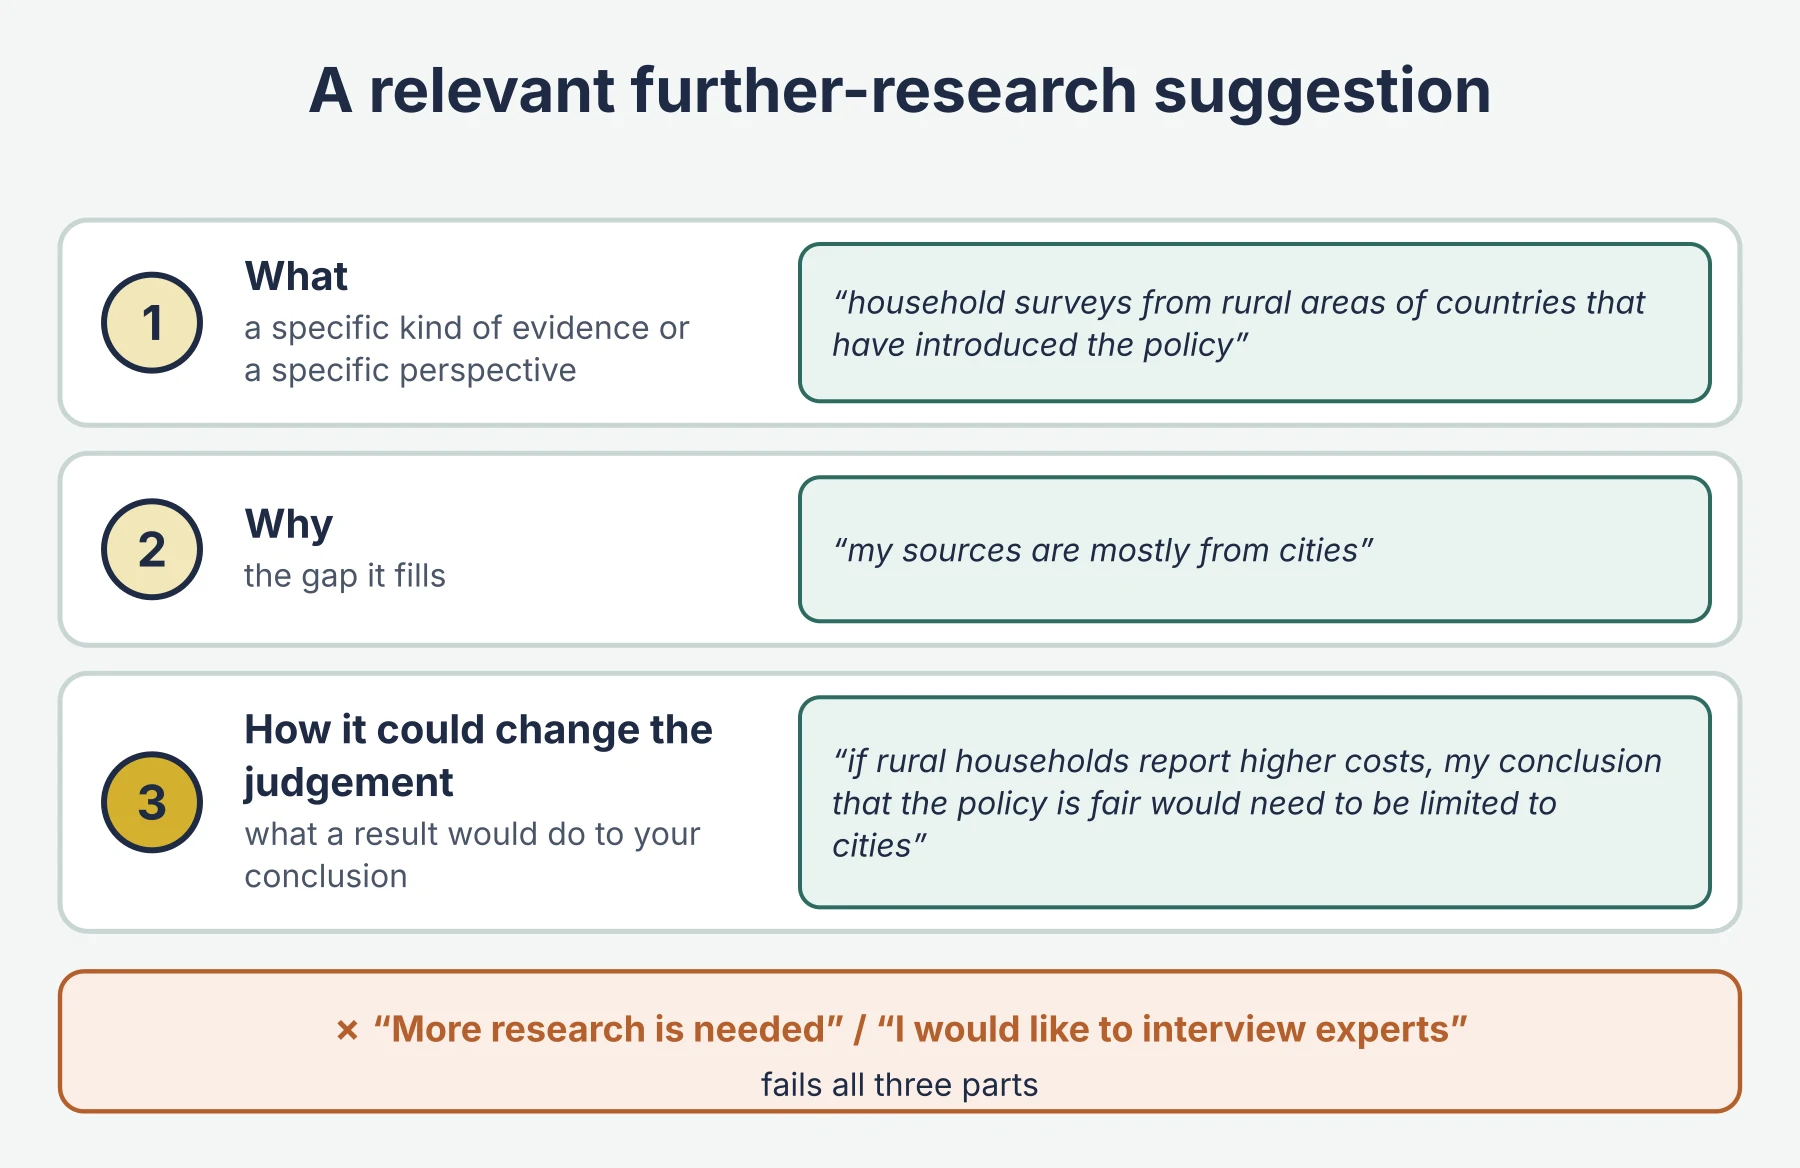 A relevant further-research suggestion
1
What
a specific kind of evidence or
a specific perspective
“household surveys from rural areas of countries that
have introduced the policy”
2
Why
the gap it fills
“my sources are mostly from cities”
3
How it could change the
judgement
what a result would do to your
conclusion
“if rural households report higher costs, my conclusion
that the policy is fair would need to be limited to
cities”
× “More research is needed” / “I would like to interview experts”
fails all three parts